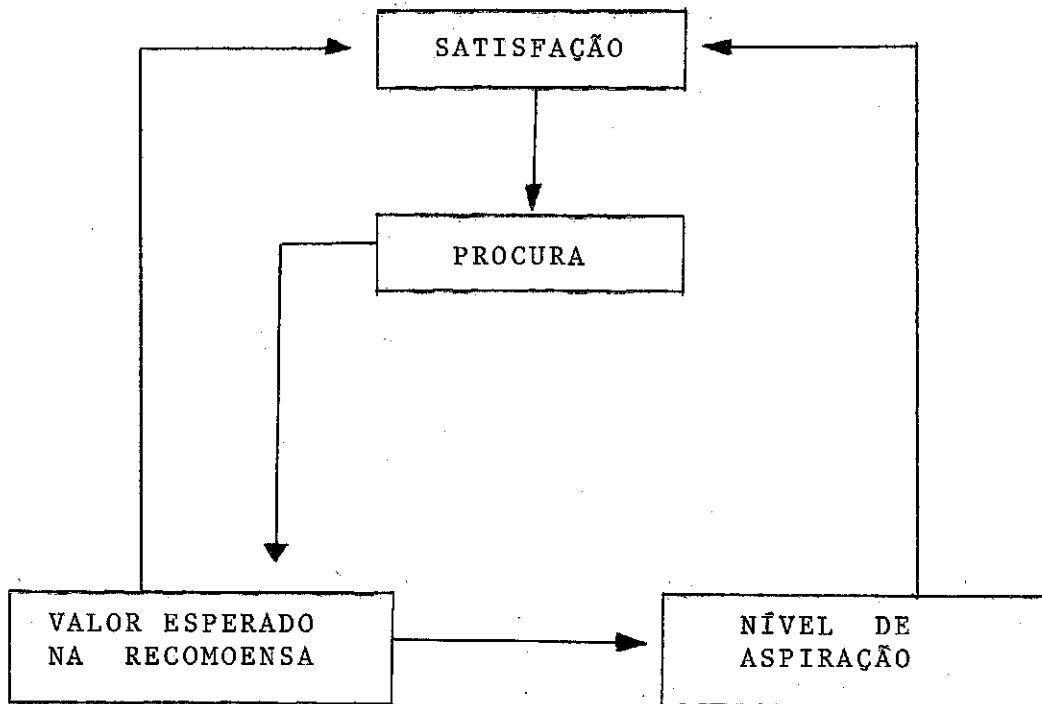 SATISFAÇÃO
PROCURA
VALOR ESPERADO
NA RECOMOENSA
NÍVEL DE
ASPIRAÇÃO